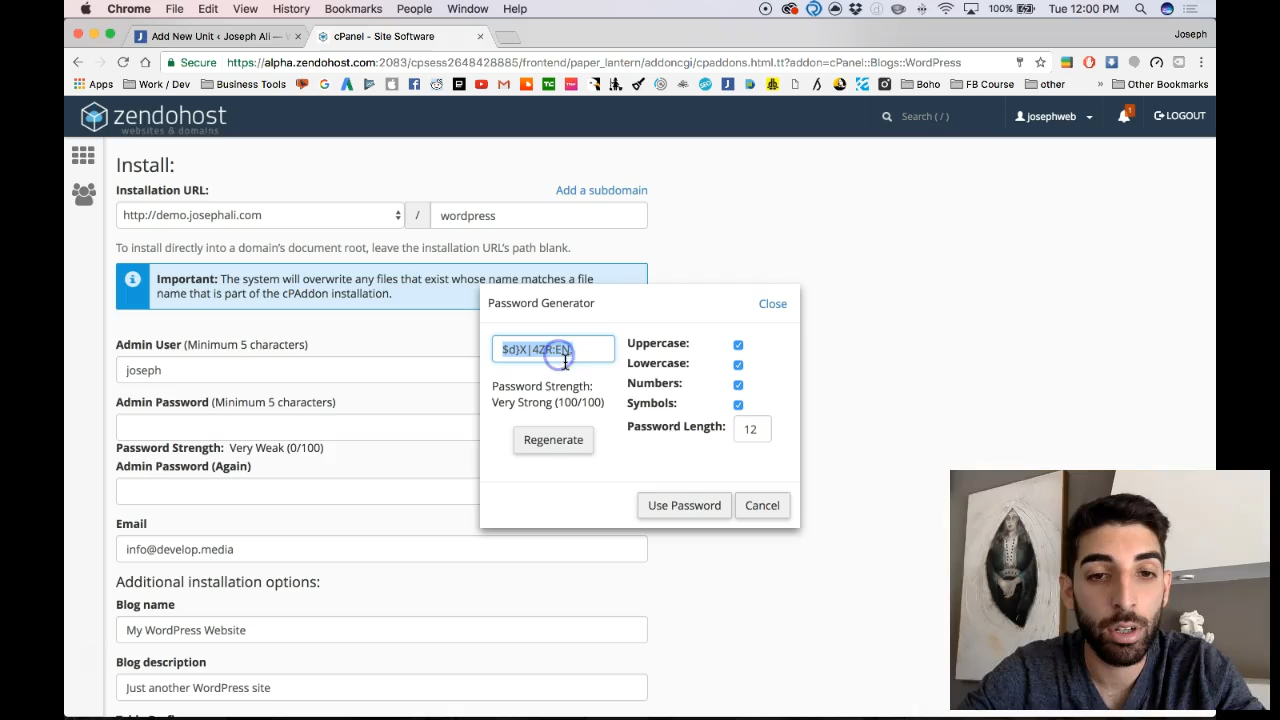 Chrome File Edit View History Bookmarks People Window Help
100% Tue 12:00 PM
Add New Unit ‹ Joseph Ali —
cPanel - Site Software
Joseph
Secure https://alpha.zendohost.com:2083/cpsess2648428885/frontend/paper_lantern/addoncgi/cpaddons.html.tt?addon=cPanel::Blogs::WordPress
Apps Work / Dev Business Tools Boho FB Course other » Other Bookmarks
zendohost
websites & domains
Search ( / )
josephweb
1
LOGOUT
Install:
Installation URL:
Add a subdomain
http://demo.josephali.com / wordpress
To install directly into a domain's document root, leave the installation URL's path blank.
Important: The system will overwrite any files that exist whose name matches a file
name that is part of the cPAddon installation.
Admin User (Minimum 5 characters)
joseph
Admin Password (Minimum 5 characters)
Password Strength: Very Weak (0/100)
Admin Password (Again)
Email
info@develop.media
Additional installation options:
Blog name
My WordPress Website
Blog description
Just another WordPress site
Password Generator
Close
$d}X|4ZR:EN
Password Strength:
Very Strong (100/100)
Regenerate
Uppercase:
Lowercase:
Numbers:
Symbols:
Password Length: 12
Use Password
Cancel